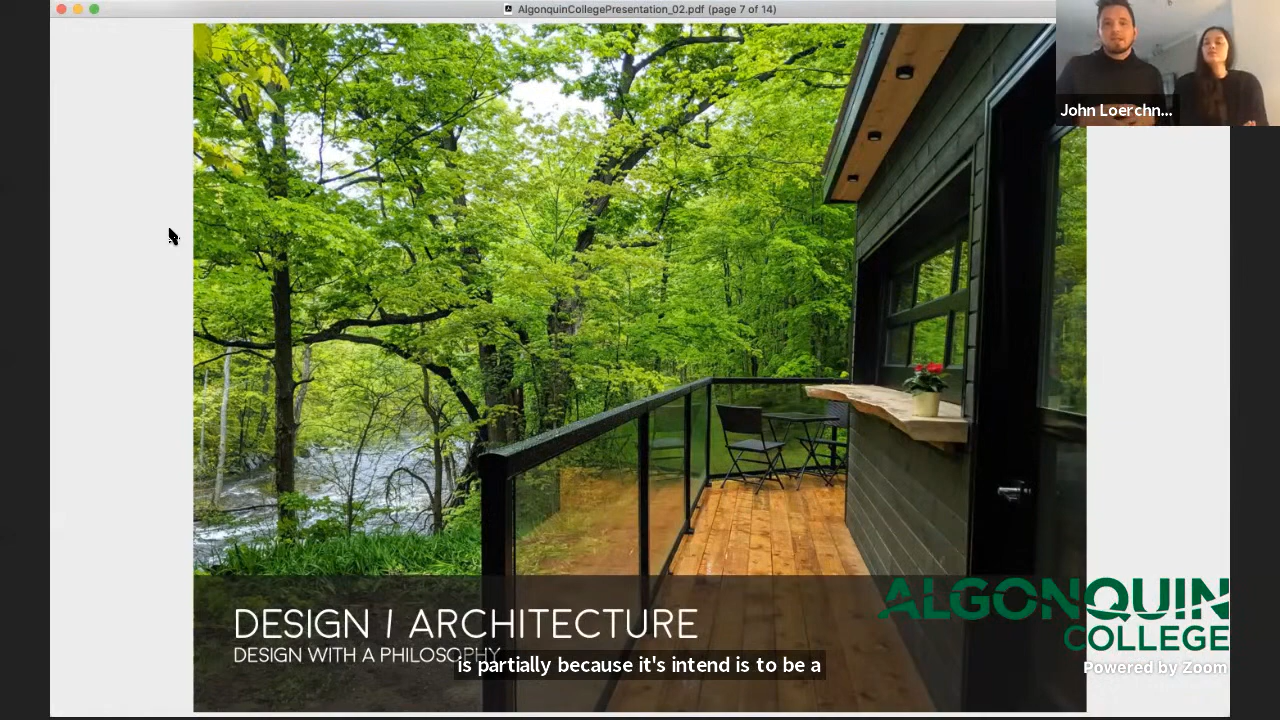 AlgonquinCollegePresentation_02.pdf (page 7 of 14)
John Loerchn...
DESIGN / ARCHITECTURE
DESIGN WITH A PHILOSOPHY
is partially because it's intend is to be a
ALGONQUIN
COLLEGE
Powered by Zoom